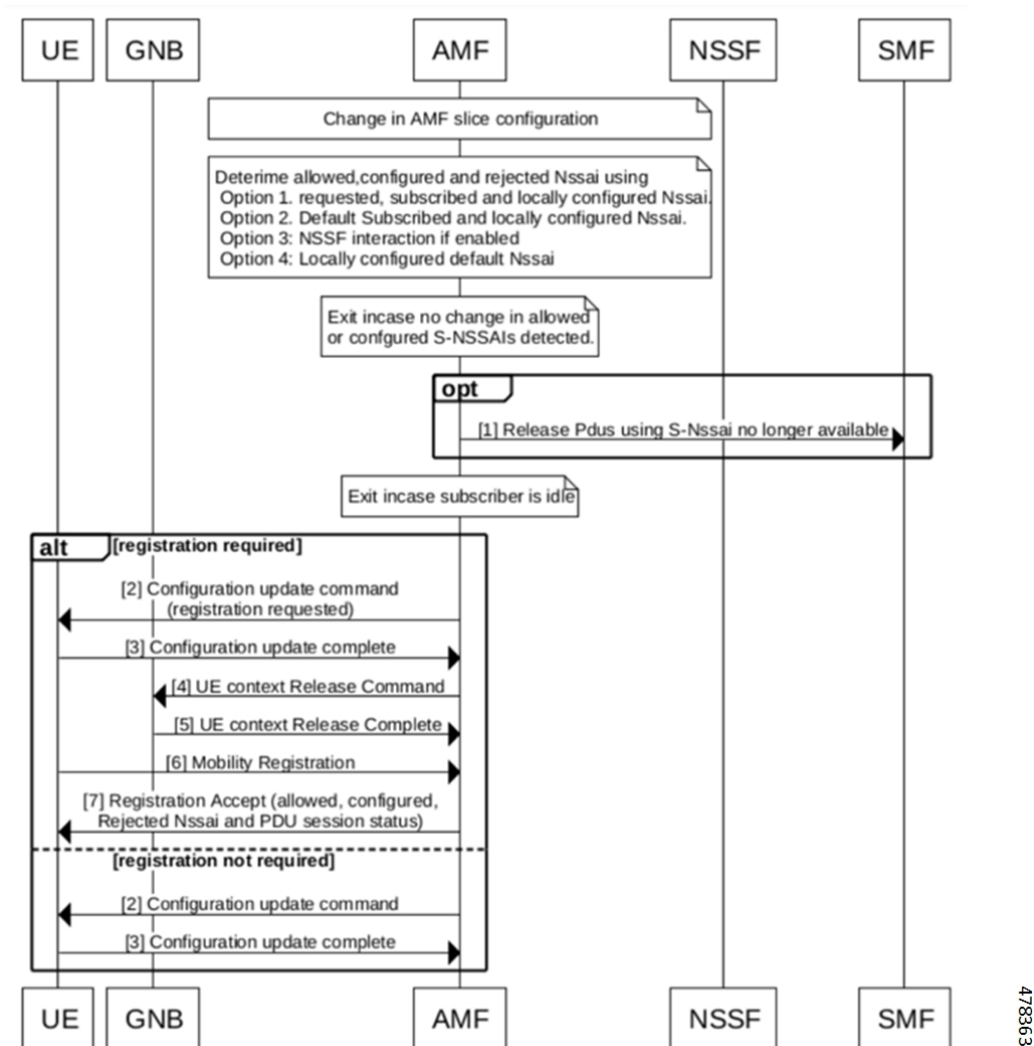 UE GNB AMF NSSF SMF
Change in AMF slice configuration
Deterime allowed,configured and rejected Nssai using
Option 1. requested, subscribed and locally configured Nssai.
Option 2. Default Subscribed and locally configured Nssai.
Option 3: NSSF interaction if enabled
Option 4: Locally configured default Nssai
Exit incase no change in allowed
or confgured S-NSSAIs detected.
opt
[1] Release Pdus using S-Nssai no longer available
Exit incase subscriber is idle
alt [registration required]
[2] Configuration update command
(registration requested)
[3] Configuration update complete
[4] UE context Release Command
[5] UE context Release Complete
[6] Mobility Registration
[7] Registration Accept (allowed, configured,
Rejected Nssai and PDU session status)
[registration not required]
[2] Configuration update command
[3] Configuration update complete
UE GNB AMF NSSF SMF
478363